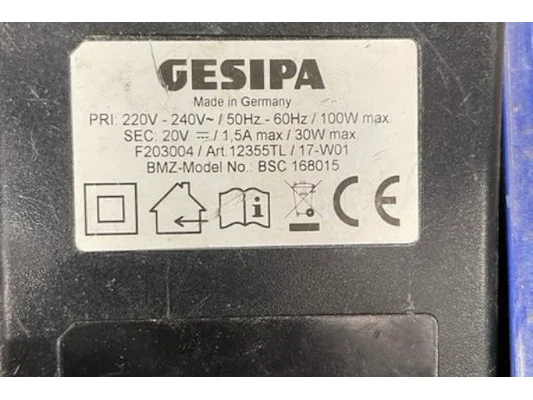 GESIPA
Made in Germany
PRI: 220V - 240V~ / 50Hz - 60Hz / 100W max.
SEC: 20V ⎓ / 1,5A max / 30W max.
F203004 / Art.12355TL / 17-W01
BMZ-Model No.: BSC 168015
i CE